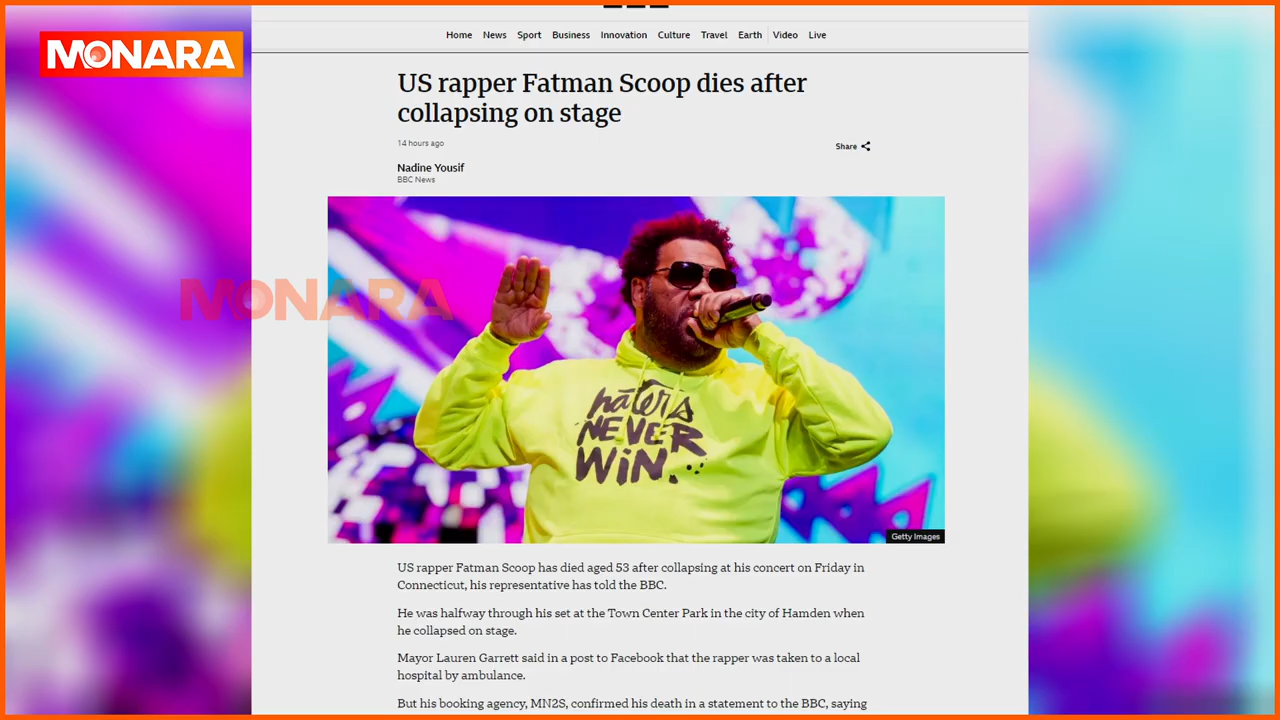 MONARA
Home News Sport Business Innovation Culture Travel Earth Video Live
US rapper Fatman Scoop dies after
collapsing on stage
14 hours ago
Share
Nadine Yousif
BBC News
MONARA
haters
NEVER
WiN.
Getty Images
US rapper Fatman Scoop has died aged 53 after collapsing at his concert on Friday in
Connecticut, his representative has told the BBC.
He was halfway through his set at the Town Center Park in the city of Hamden when
he collapsed on stage.
Mayor Lauren Garrett said in a post to Facebook that the rapper was taken to a local
hospital by ambulance.
But his booking agency, MN2S, confirmed his death in a statement to the BBC, saying